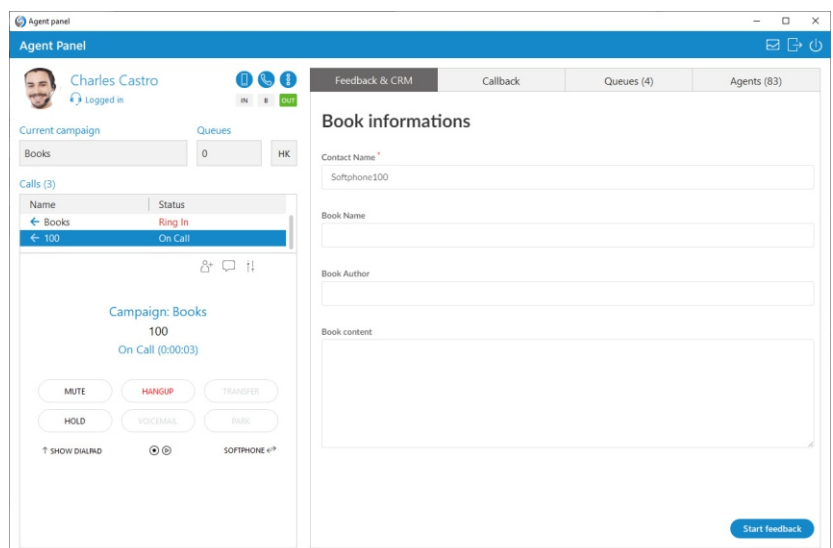 Agent panel
Agent Panel
Charles Castro
Logged in
IN B OUT
Current campaign Queues
Books 0 HK
Calls (3)
Name Status
Books Ring In
100 On Call
Campaign: Books
100
On Call (0:00:03)
MUTE HANGUP TRANSFER
HOLD VOICEMAIL PARK
SHOW DIALPAD SOFTPHONE
Feedback & CRM Callback Queues (4) Agents (83)
Book informations
Contact Name *
Softphone100
Book Name
Book Author
Book content
Start feedback